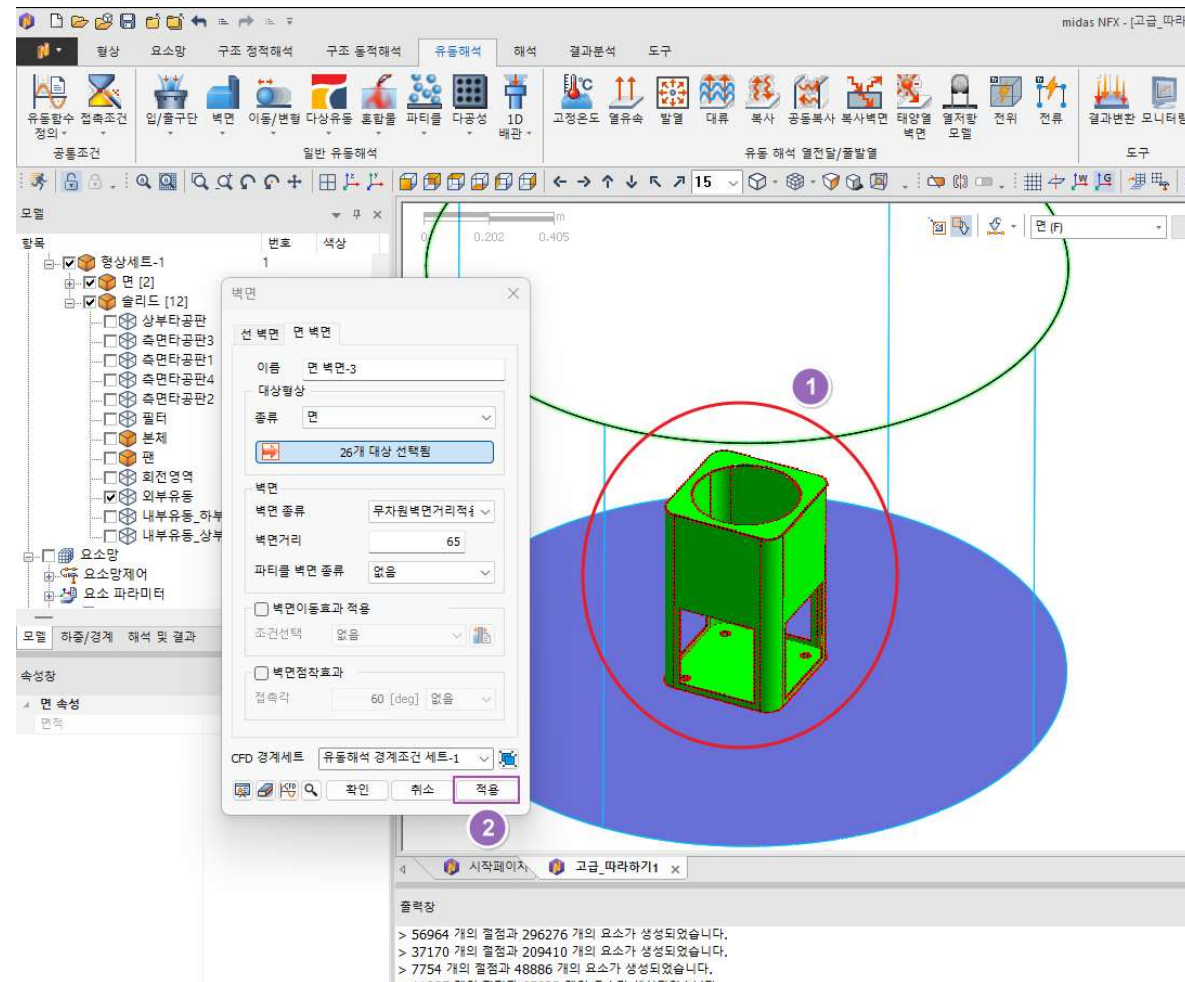 midas NFX - [고급_따라
형상 요소망 구조 정적해석 구조 동적해석 유동해석 해석 결과분석 도구
유동함수 정의 접촉조건 입/출구단 벽면 이동/변형 다상유동 혼합물 파티클 다공성 1D 배관 고정온도 열유속 발열 대류 복사 공동복사 복사벽면 태양열 벽면 열저항 모델 전위 전류 결과변환 모니터링
공통조건 일반 유동해석 유동 해석 열전달/줄발열 도구
15
모델
항목 번호 색상
형상세트-1 1
면 [2]
솔리드 [12]
상부타공판
측면타공판3
측면타공판1
측면타공판4
측면타공판2
필터
본체
팬
회전영역
외부유동
내부유동_하부
내부유동_상부
요소망
요소망제어
요소 파라미터
모델 하중/경계 해석 및 결과
속성창
면 속성
면적
벽면
선 벽면 면 벽면
이름 면 벽면-3
대상형상
종류 면
26개 대상 선택됨
벽면
벽면 종류 무차원벽면거리적용
벽면거리 65
파티클 벽면 종류 없음
벽면이동효과 적용
조건선택 없음
벽면점착효과
접촉각 60 [deg] 없음
CFD 경계세트 유동해석 경계조건 세트-1
확인 취소 적용
2
m
0 0.202 0.405
면 (F)
1
시작페이지 고급_따라하기1
출력창
> 56964 개의 절점과 296276 개의 요소가 생성되었습니다.
> 37170 개의 절점과 209410 개의 요소가 생성되었습니다.
> 7754 개의 절점과 48886 개의 요소가 생성되었습니다.